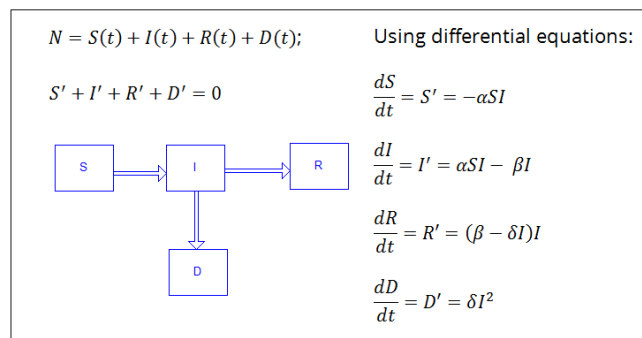 N = S(t) + I(t) + R(t) + D(t);
S′ + I′ + R′ + D′ = 0
S
I
R
D
Using differential equations:
dS/dt = S′ = −αSI
dI/dt = I′ = αSI − βI
dR/dt = R′ = (β − δI)I
dD/dt = D′ = δI²